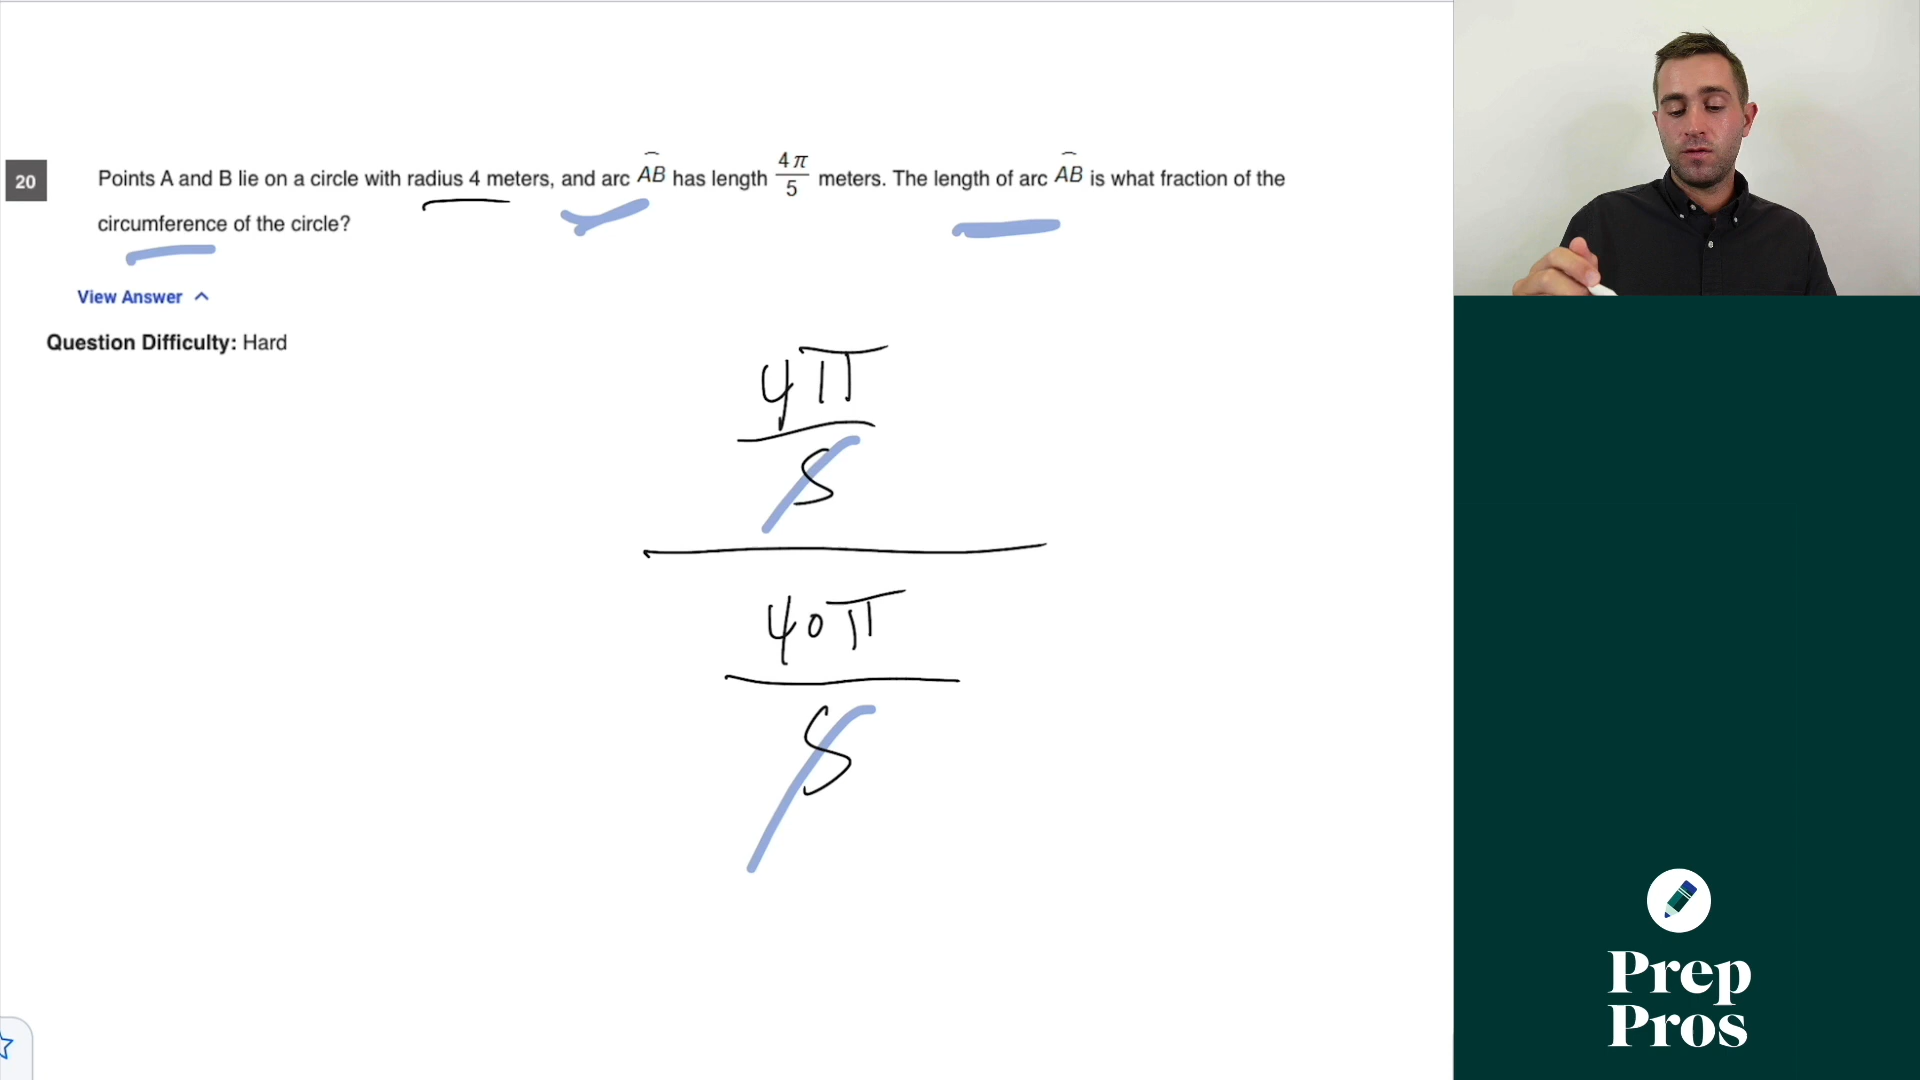 20
Points A and B lie on a circle with radius 4 meters, and arc AB has length 4π/5 meters. The length of arc AB is what fraction of the
circumference of the circle?
View Answer
Question Difficulty: Hard
4π
5
40π
5
Prep
Pros